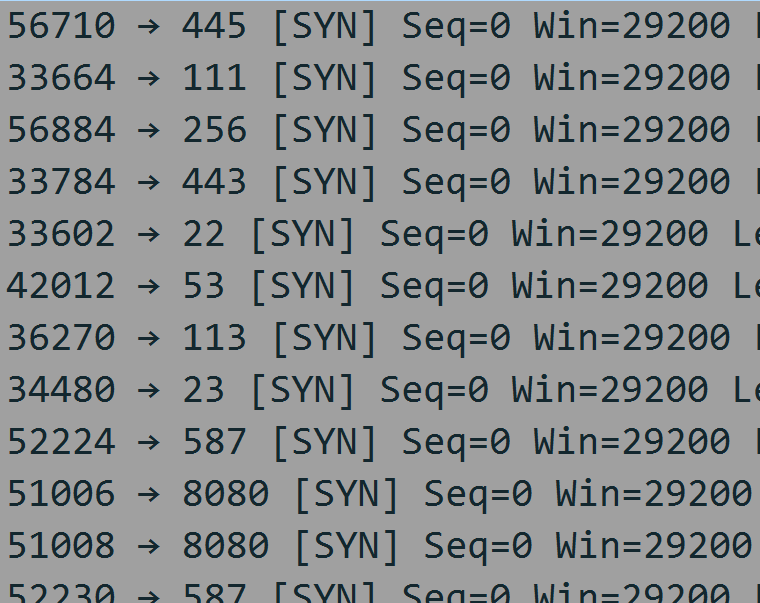 56710 → 445 [SYN] Seq=0 Win=29200
33664 → 111 [SYN] Seq=0 Win=29200
56884 → 256 [SYN] Seq=0 Win=29200
33784 → 443 [SYN] Seq=0 Win=29200
33602 → 22 [SYN] Seq=0 Win=29200 Le
42012 → 53 [SYN] Seq=0 Win=29200 Le
36270 → 113 [SYN] Seq=0 Win=29200
34480 → 23 [SYN] Seq=0 Win=29200 Le
52224 → 587 [SYN] Seq=0 Win=29200
51006 → 8080 [SYN] Seq=0 Win=29200
51008 → 8080 [SYN] Seq=0 Win=29200
52230 → 587 [SYN] Seq=0 Win=29200